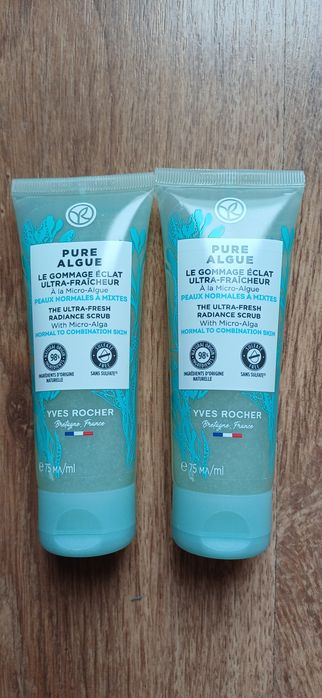 PURE
ALGUE
LE GOMMAGE ÉCLAT
ULTRA-FRAÎCHEUR
À la Micro-Algue
PEAUX NORMALES À MIXTES
THE ULTRA-FRESH
RADIANCE SCRUB
With Micro-Alga
NORMAL TO COMBINATION SKIN
98%
INGRÉDIENTS D'ORIGINE
NATURELLE
SANS SULFATE
YVES ROCHER
Bretagne, France
℮ 75 мл/ml
PURE
ALGUE
LE GOMMAGE ÉCLAT
ULTRA-FRAÎCHEUR
À la Micro-Algue
PEAUX NORMALES À MIXTES
THE ULTRA-FRESH
RADIANCE SCRUB
With Micro-Alga
NORMAL TO COMBINATION SKIN
98%
INGRÉDIENTS D'ORIGINE
NATURELLE
SANS SULFATE
YVES ROCHER
Bretagne, France
℮ 75 мл/ml